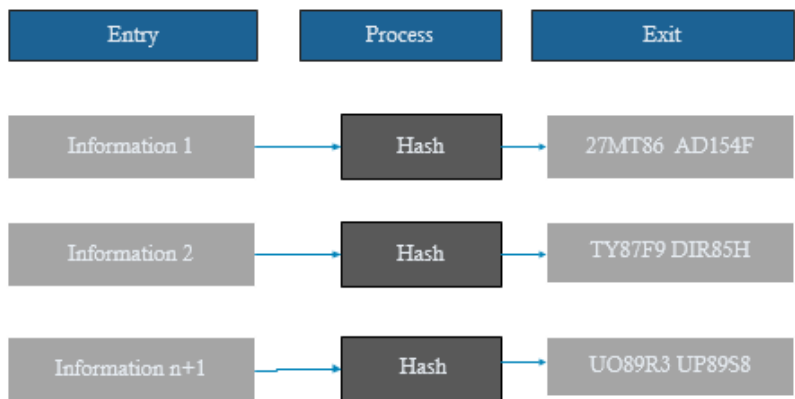 Entry Process Exit
Information 1 Hash 27MT86 AD154F
Information 2 Hash TY87F9 DIR85H
Information n+1 Hash UO89R3 UP89S8